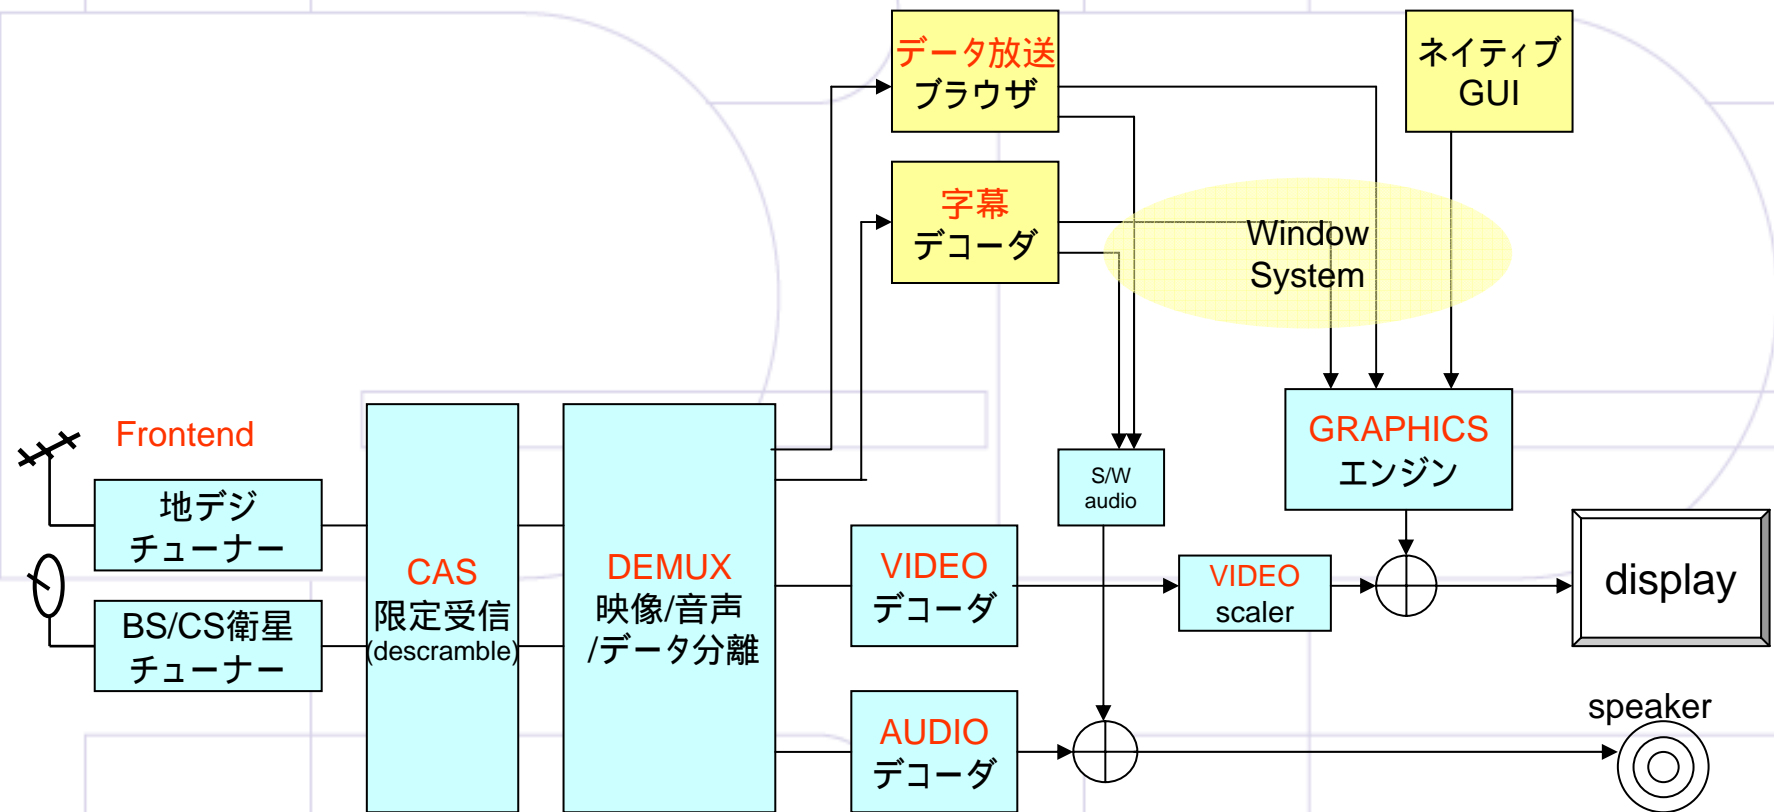 データ放送
ブラウザ
ネイティブ
GUI
字幕
デコーダ
Window
System
Frontend
地デジ
チューナー
BS/CS衛星
チューナー
CAS
限定受信
(descramble)
DEMUX
映像/音声
/データ分離
S/W
audio
GRAPHICS
エンジン
VIDEO
デコーダ
VIDEO
scaler
display
AUDIO
デコーダ
speaker